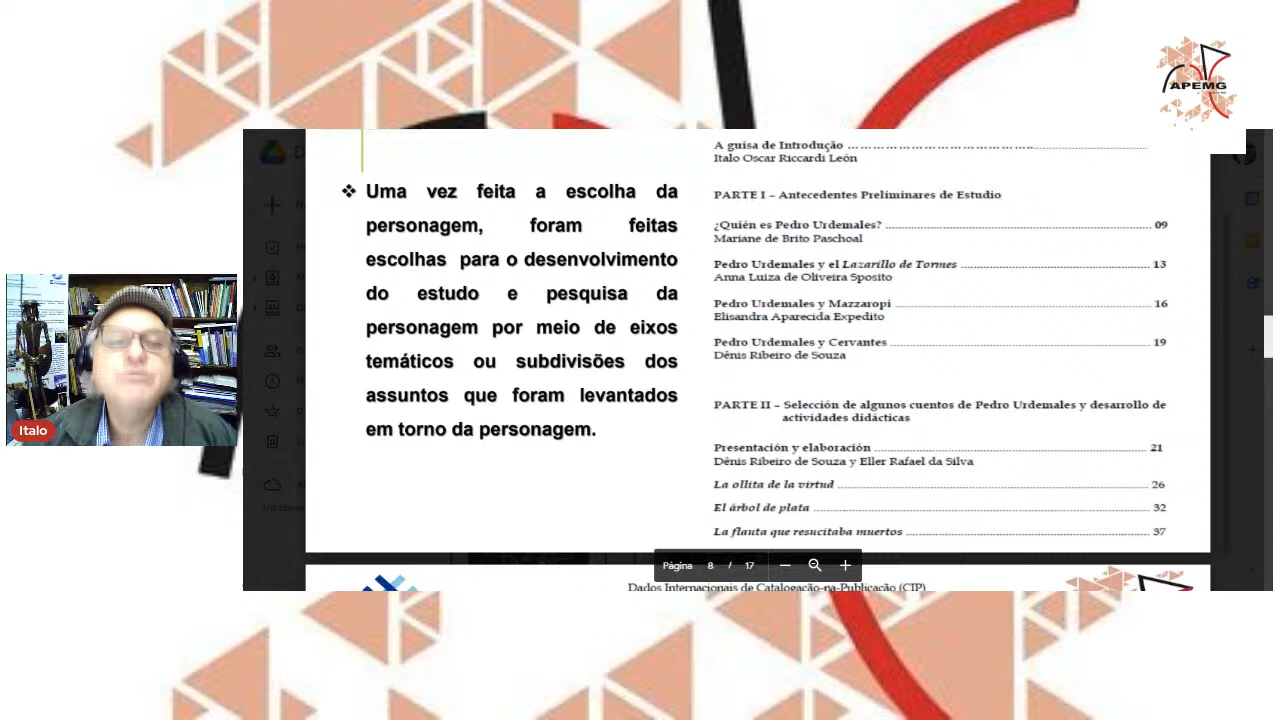 APEMG
A guisa de Introdução
Italo Oscar Riccardi León
PARTE I – Antecedentes Preliminares de Estudio
¿Quién es Pedro Urdemales? 09
Mariane de Brito Paschoal
Pedro Urdemales y el Lazarillo de Tormes 13
Anna Luiza de Oliveira Sposito
Pedro Urdemales y Mazzaropi 16
Elisandra Aparecida Expedito
Pedro Urdemales y Cervantes 19
Dênis Ribeiro de Souza
PARTE II – Selección de algunos cuentos de Pedro Urdemales y desarrollo de
actividades didácticas
Presentación y elaboración 21
Dênis Ribeiro de Souza y Eller Rafael da Silva
La ollita de la virtud 26
El árbol de plata 32
La flauta que resucitaba muertos 37
❖ Uma vez feita a escolha da
personagem, foram feitas
escolhas para o desenvolvimento
do estudo e pesquisa da
personagem por meio de eixos
temáticos ou subdivisões dos
assuntos que foram levantados
em torno da personagem.
Italo
Página 8 / 17
Dados Internacionais de Catalogação-na-Publicação (CIP)